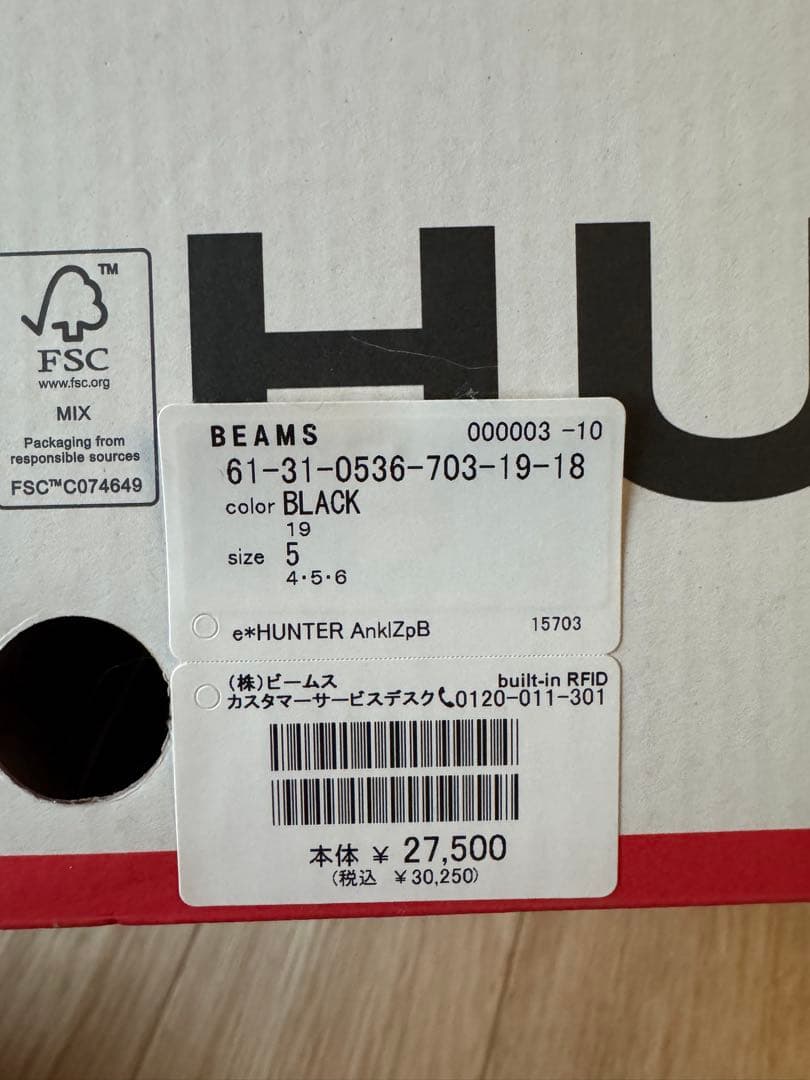 HU
TM
FSC
www.fsc.org
MIX
Packaging from
responsible sources
FSC™C074649
BEAMS 000003 -10
61-31-0536-703-19-18
color BLACK
19
size 5
4・5・6
e*HUNTER AnklZpB 15703
(株)ビームス built-in RFID
カスタマーサービスデスク📞0120-011-301
本体 ¥ 27,500
(税込 ¥30,250)